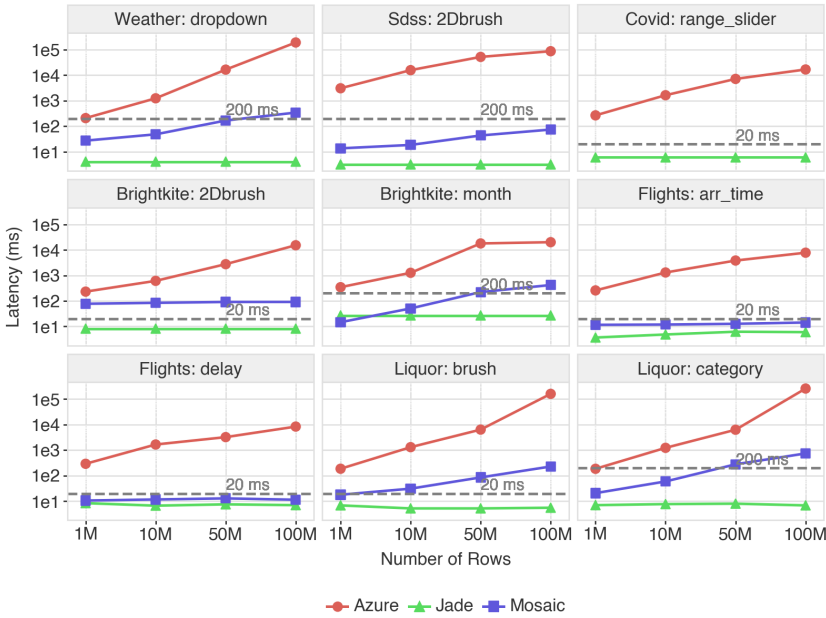 Weather: dropdown
Sdss: 2Dbrush
Covid: range_slider
1e5
1e4
1e3
1e2
1e1
200 ms
200 ms
20 ms
Brightkite: 2Dbrush
Brightkite: month
Flights: arr_time
Latency (ms)
1e5
1e4
1e3
1e2
1e1
20 ms
200 ms
20 ms
Flights: delay
Liquor: brush
Liquor: category
1e5
1e4
1e3
1e2
1e1
20 ms
20 ms
200 ms
1M 10M 50M 100M
1M 10M 50M 100M
1M 10M 50M 100M
Number of Rows
Azure Jade Mosaic